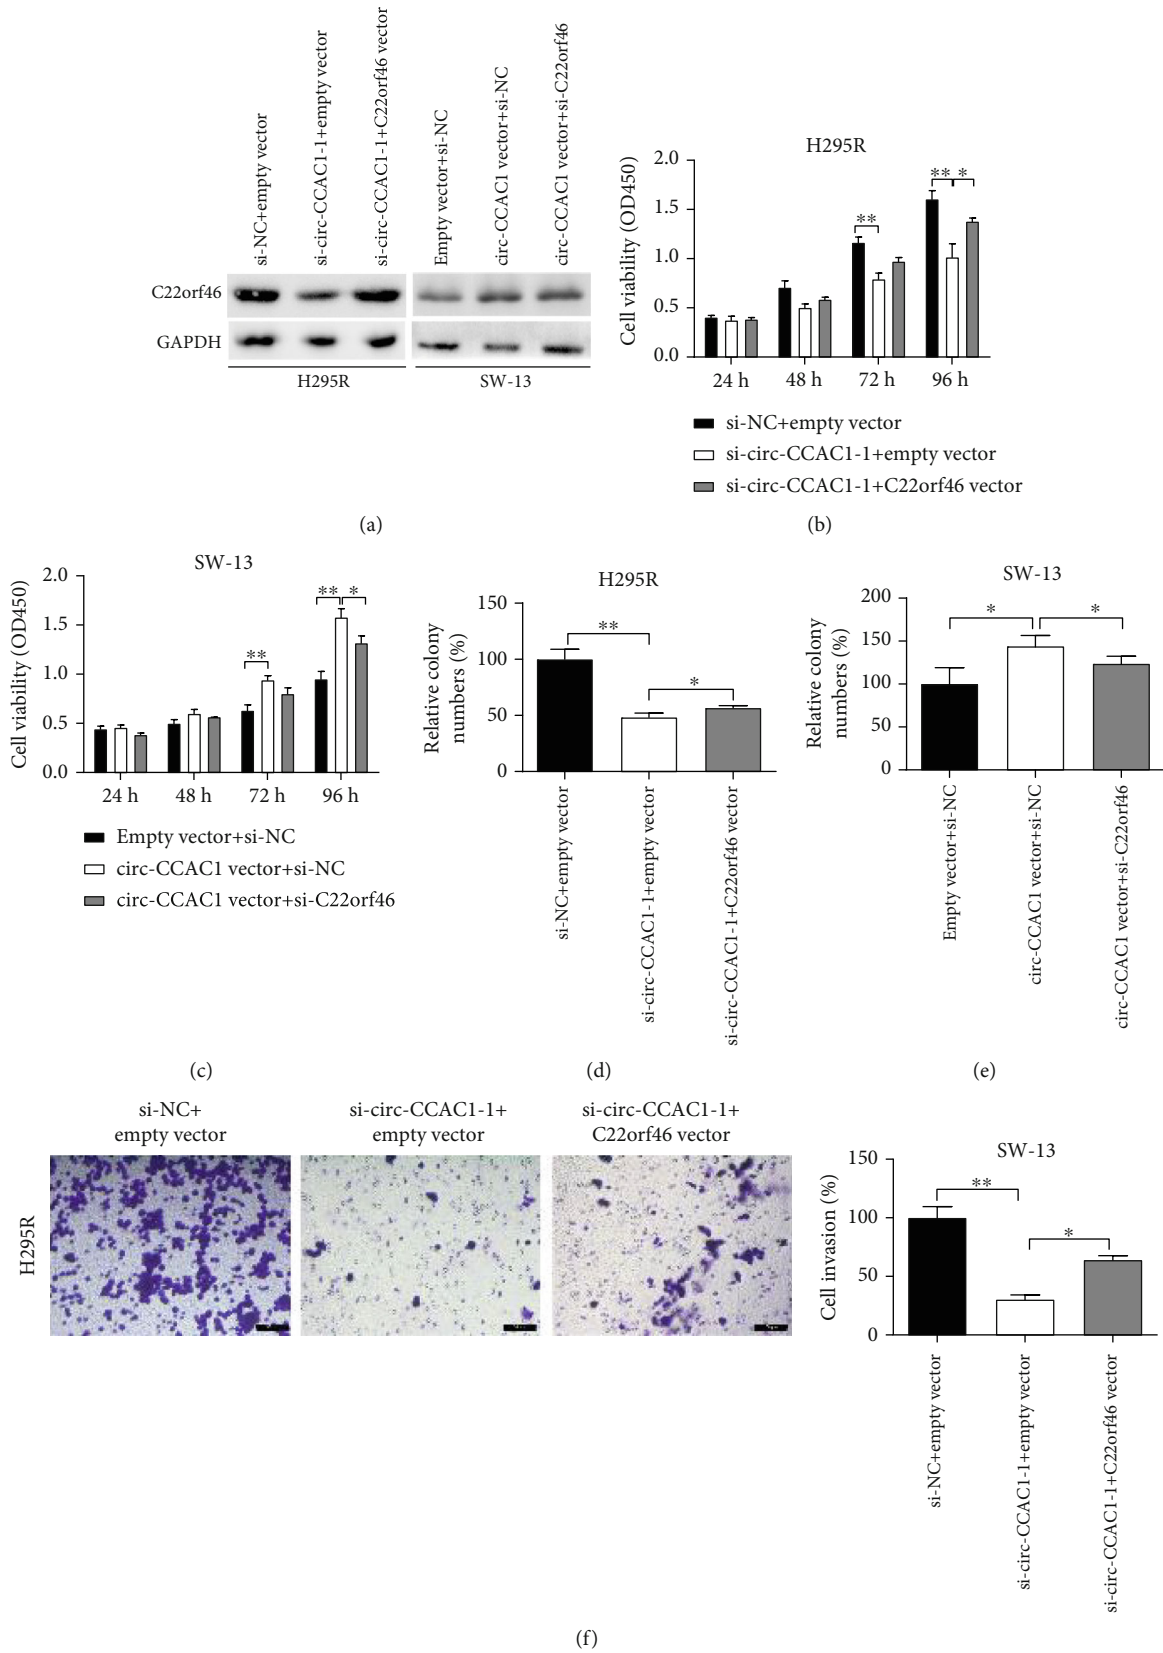 si-NC+empty vector
si-circ-CCAC1-1+empty vector
si-circ-CCAC1-1+C22orf46 vector
Empty vector+si-NC
circ-CCAC1 vector+si-NC
circ-CCAC1 vector+si-C22orf46
C22orf46
GAPDH
H295R
SW-13
(a)
H295R
Cell viability (OD450)
2.0
1.5
1.0
0.5
0.0
** *
**
24 h
48 h
72 h
96 h
si-NC+empty vector
si-circ-CCAC1-1+empty vector
si-circ-CCAC1-1+C22orf46 vector
(b)
SW-13
Cell viability (OD450)
2.0
1.5
1.0
0.5
0.0
** *
**
24 h
48 h
72 h
96 h
Empty vector+si-NC
circ-CCAC1 vector+si-NC
circ-CCAC1 vector+si-C22orf46
(c)
H295R
Relative colony
numbers (%)
150
100
50
0
**
*
si-NC+empty vector
si-circ-CCAC1-1+empty vector
si-circ-CCAC1-1+C22orf46 vector
(d)
SW-13
Relative colony
numbers (%)
200
150
100
50
0
*
*
Empty vector+si-NC
circ-CCAC1 vector+si-NC
circ-CCAC1 vector+si-C22orf46
(e)
si-NC+
empty vector
si-circ-CCAC1-1+
empty vector
si-circ-CCAC1-1+
C22orf46 vector
H295R
SW-13
Cell invasion (%)
150
100
50
0
**
*
si-NC+empty vector
si-circ-CCAC1-1+empty vector
si-circ-CCAC1-1+C22orf46 vector
(f)